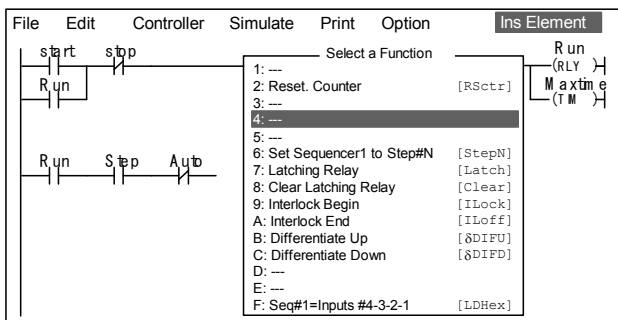 File Edit Controller Simulate Print Option Ins Element
start stop
Run
Run Step Auto
Select a Function
1: ---
2: Reset. Counter [RSctr]
3: ---
4: ---
5: ---
6: Set Sequencer1 to Step#N [StepN]
7: Latching Relay [Latch]
8: Clear Latching Relay [Clear]
9: Interlock Begin [ILock]
A: Interlock End [ILoff]
B: Differentiate Up [δDIFU]
C: Differentiate Down [δDIFD]
D: ---
E: ---
F: Seq#1=Inputs #4-3-2-1 [LDHex]
Run
(RLY )
Maxtime
(TM )